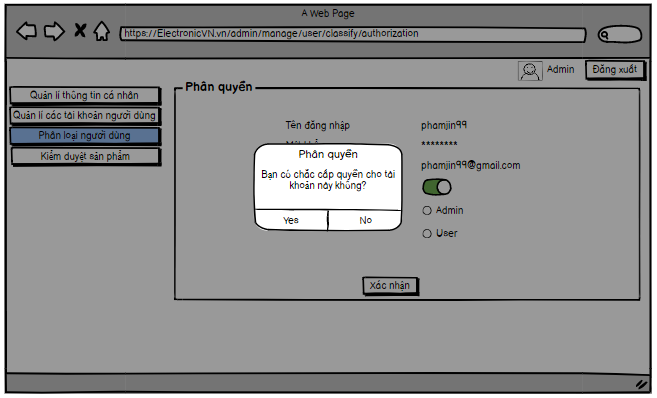 A Web Page
https://ElectronicVN.vn/admin/manage/user/classify/authorization
Admin
Đăng xuất
Quản lí thông tin cá nhân
Quản lí các tài khoản người dùng
Phân loại người dùng
Kiểm duyệt sản phẩm
Phân quyền
Tên đăng nhập
phamjin99
********
phamjin99@gmail.com
Phân quyền
Bạn có chắc cấp quyền cho tài
khoản này không?
Yes
No
Admin
User
Xác nhận